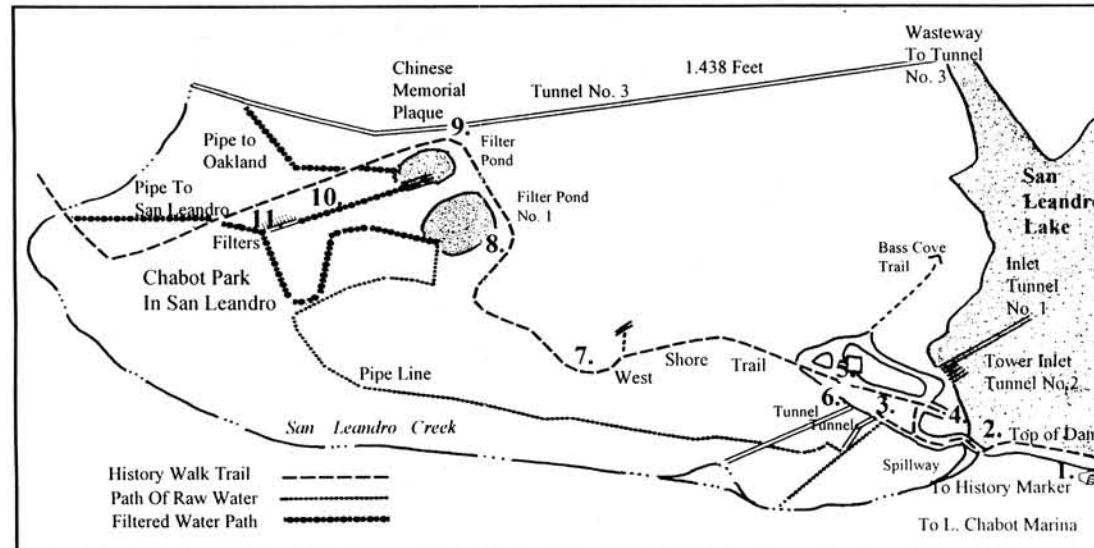 Wasteway
To Tunnel
No. 3
1.438 Feet
Tunnel No. 3
Chinese
Memorial
Plaque
9.
Filter
Pond
Pipe to
Oakland
10.
Pipe To
San Leandro
11
Filters
Filter Pond
No. 1
8.
San
Leandro
Lake
Bass Cove
Trail
Inlet
Tunnel
No. 1
Chabot Park
In San Leandro
7.
West Shore Trail
5.
Tower Inlet
Tunnel No.2
Pipe Line
6.
3.
4.
Tunnel
Tunnel
2.
Top of Dam
San Leandro Creek
Spillway
1.
To History Marker
To L. Chabot Marina
History Walk Trail
Path Of Raw Water
Filtered Water Path